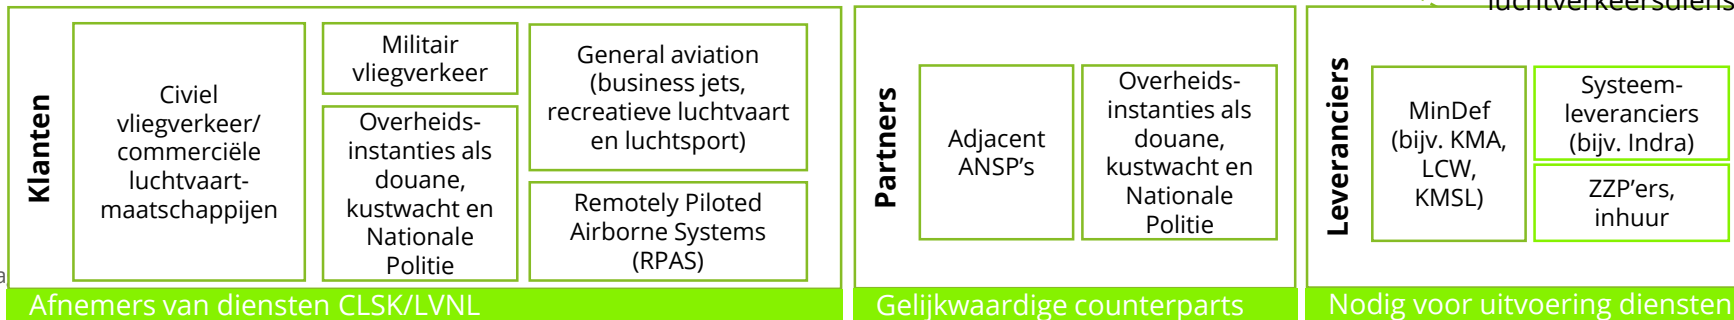 luchtverkeersdiens
Klanten
Civiel
vliegverkeer/
commerciële
luchtvaart-
maatschappijen
Militair
vliegverkeer
Overheids-
instanties als
douane,
kustwacht en
Nationale
Politie
General aviation
(business jets,
recreatieve luchtvaart
en luchtsport)
Remotely Piloted
Airborne Systems
(RPAS)
Afnemers van diensten CLSK/LVNL
Partners
Adjacent
ANSP’s
Overheids-
instanties als
douane,
kustwacht en
Nationale
Politie
Gelijkwaardige counterparts
Leveranciers
MinDef
(bijv. KMA,
LCW,
KMSL)
Systeem-
leveranciers
(bijv. Indra)
ZZP’ers,
inhuur
Nodig voor uitvoering diensten